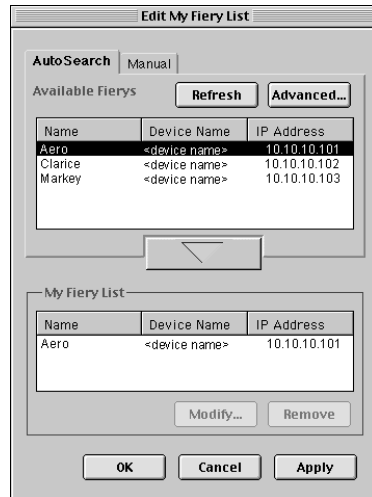 Edit My Fiery List
AutoSearch Manual
Available Fierys Refresh Advanced...
Name Device Name IP Address
Aero <device name> 10.10.10.101
Clarice <device name> 10.10.10.102
Markey <device name> 10.10.10.103
My Fiery List
Name Device Name IP Address
Aero <device name> 10.10.10.101
Modify... Remove
OK Cancel Apply